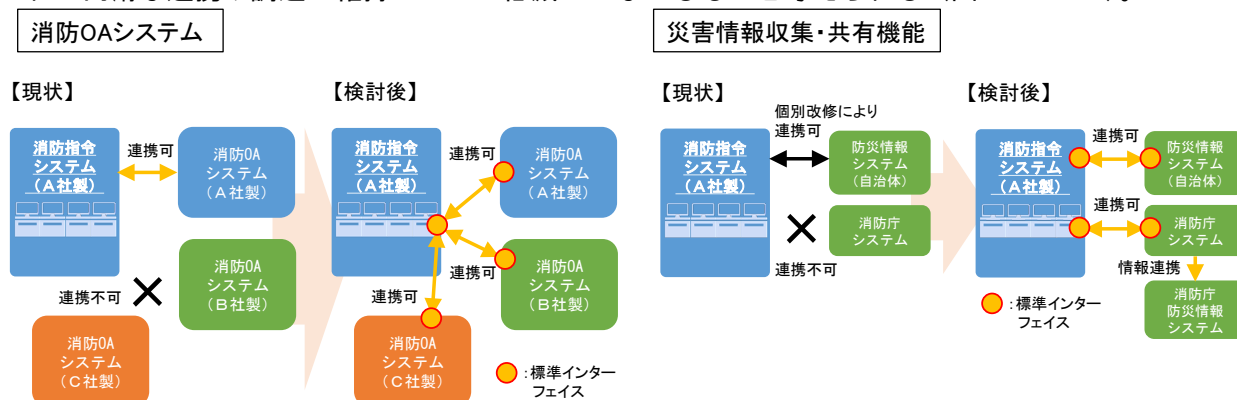 消防OAシステム
【現状】
消防指令
システム
（A社製）
連携可
消防OA
システム
（A社製）
連携不可
消防OA
システム
（B社製）
消防OA
システム
（C社製）
【検討後】
消防指令
システム
（A社製）
連携可
消防OA
システム
（A社製）
連携可
消防OA
システム
（B社製）
連携可
消防OA
システム
（C社製）
：標準インター
フェイス
災害情報収集・共有機能
【現状】
消防指令
システム
（A社製）
個別改修により
連携可
防災情報
システム
（自治体）
消防庁
システム
連携不可
【検討後】
消防指令
システム
（A社製）
連携可
防災情報
システム
（自治体）
連携可
消防庁
システム
情報連携
消防庁
防災情報
システム
：標準インター
フェイス